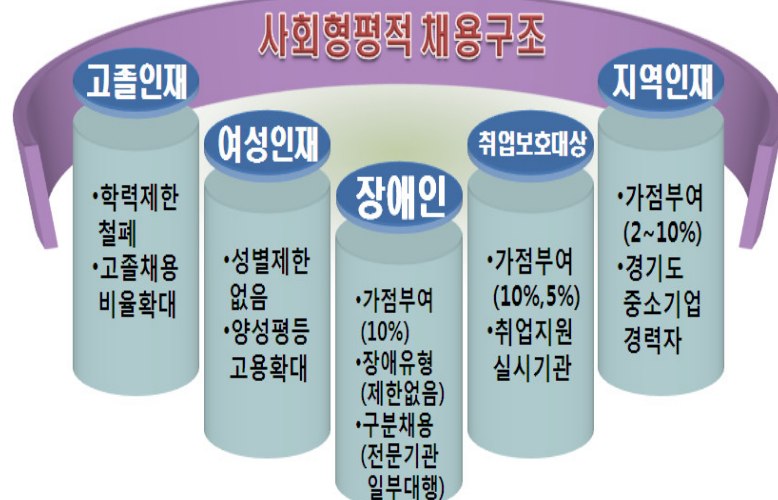 사회형평적 채용구조
고졸인재
•학력제한
철폐
•고졸채용
비율확대
여성인재
•성별제한
없음
•양성평등
고용확대
장애인
•가점부여
(10%)
•장애유형
(제한없음)
•구분채용
(전문기관
일부대행)
취업보호대상
•가점부여
(10%,5%)
•취업지원
실시기관
지역인재
•가점부여
(2~10%)
•경기도
중소기업
경력자